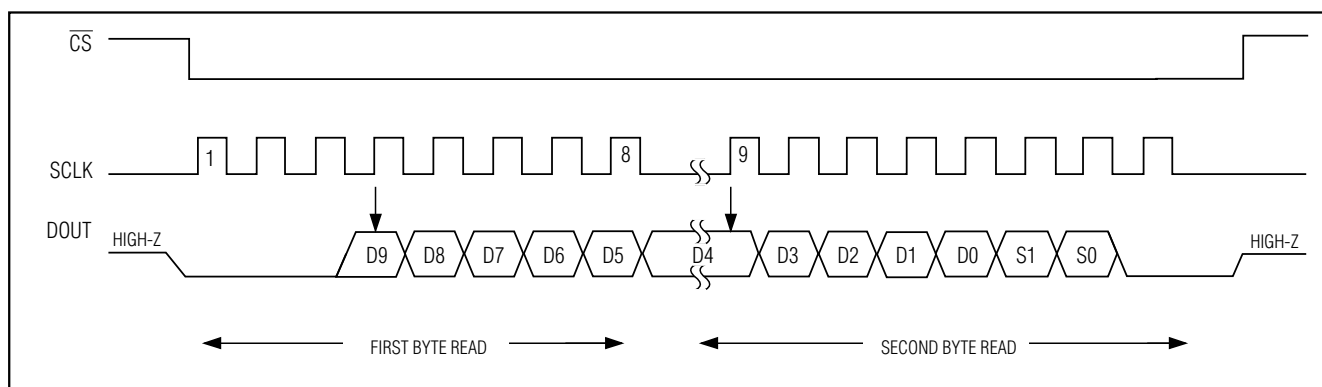 CS
SCLK 1 8 9
DOUT HIGH-Z D9 D8 D7 D6 D5 D4 D3 D2 D1 D0 S1 S0 HIGH-Z
FIRST BYTE READ SECOND BYTE READ